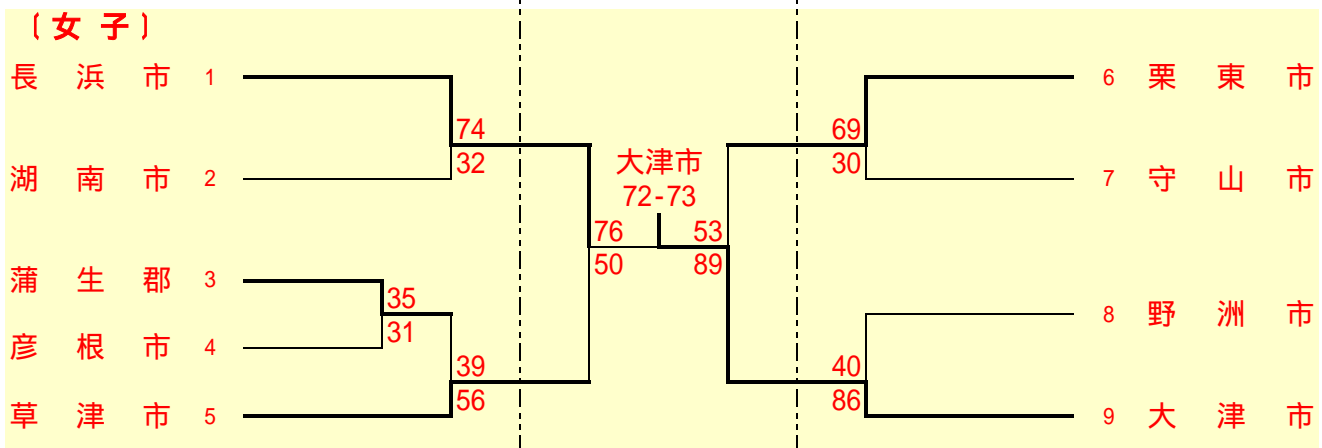 〔女子〕
長浜市 1
6 栗東市
74
69
32
30
大津市
湖南市 2
7 守山市
72-73
76
53
50
89
蒲生郡 3
35
8 野洲市
31
彦根市 4
39
40
56
86
草津市 5
9 大津市